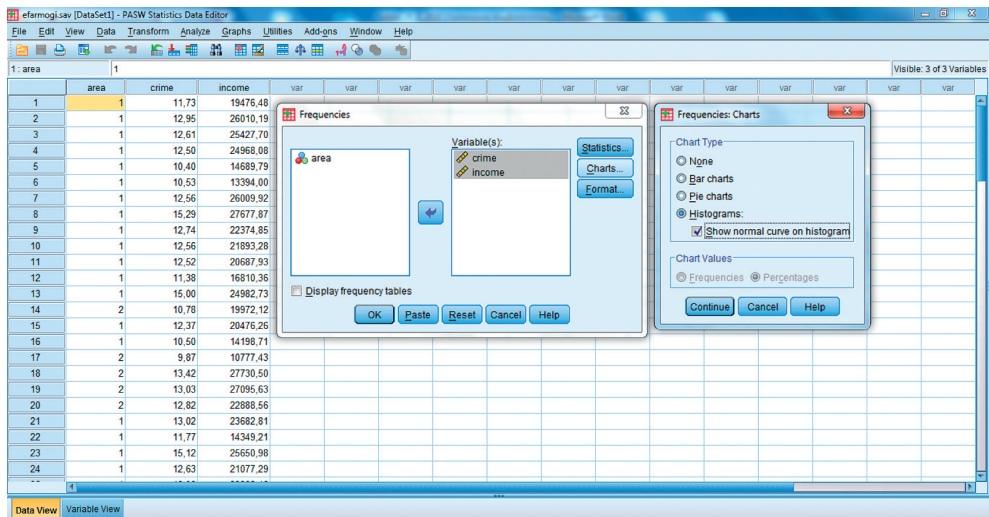 efarmogi.sav [DataSet1] - PASW Statistics Data Editor
File Edit View Data Transform Analyze Graphs Utilities Add-ons Window Help
1 : area 1 Visible: 3 of 3 Variables
area crime income var var var var var var var var var var var var var
1 1 11,73 19476,48
2 1 12,95 26010,19
3 1 12,61 25427,70
4 1 12,50 24968,08
5 1 10,40 14689,79
6 1 10,53 13394,00
7 1 12,56 26009,92
8 1 15,29 27677,87
9 1 12,74 22374,85
10 1 12,56 21893,28
11 1 12,52 20687,93
12 1 11,38 16810,36
13 1 15,00 24982,73
14 2 10,78 19972,12
15 1 12,37 20476,26
16 1 10,50 14198,71
17 2 9,87 10777,43
18 2 13,42 27730,50
19 2 13,03 27095,63
20 2 12,82 22888,56
21 1 13,02 23682,81
22 1 11,77 14349,21
23 1 15,12 25650,98
24 1 12,63 21077,29
Frequencies
area
Variable(s):
crime
income
Statistics...
Charts...
Format...
Display frequency tables
OK Paste Reset Cancel Help
Frequencies: Charts
Chart Type
None
Bar charts
Pie charts
Histograms:
Show normal curve on histogram
Chart Values
Frequencies Percentages
Continue Cancel Help
Data View Variable View